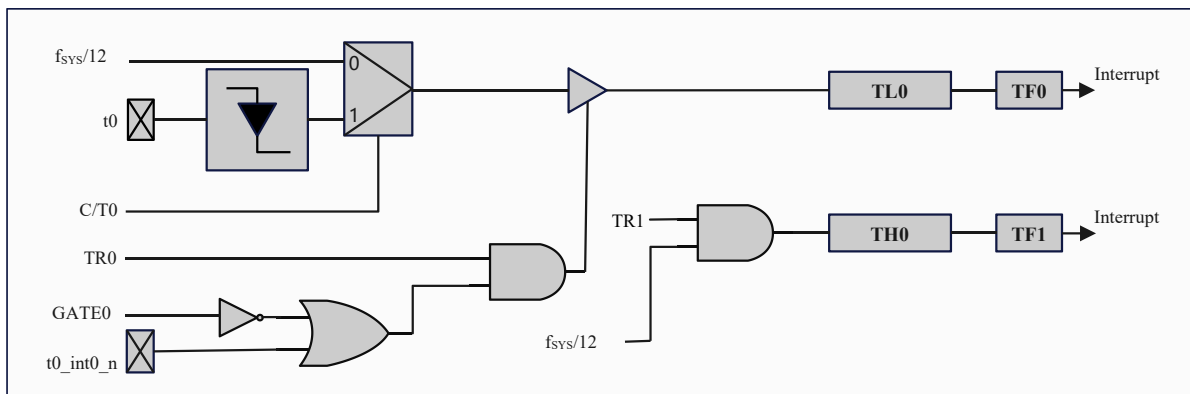 fSYS/12
0
Interrupt
TL0
TF0
t0
1
C/T0
TR1
Interrupt
TH0
TF1
TR0
GATE0
fSYS/12
t0_int0_n